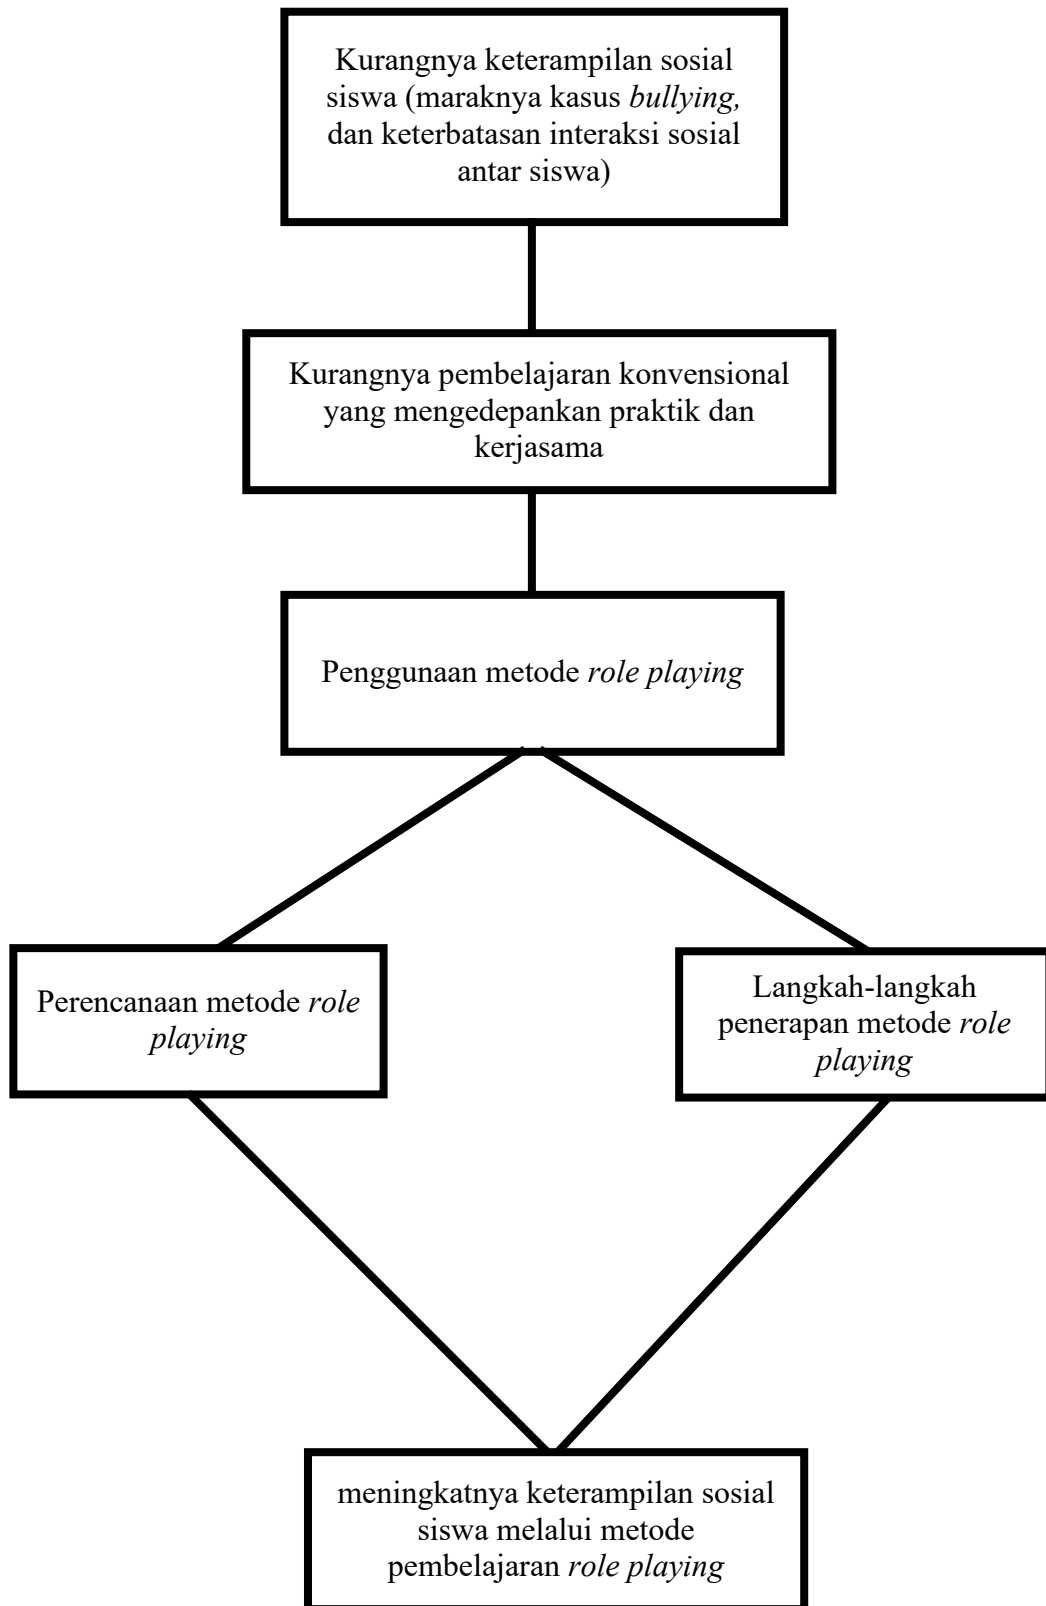 Kurangnya keterampilan sosial
siswa (maraknya kasus bullying,
dan keterbatasan interaksi sosial
antar siswa)
Kurangnya pembelajaran konvensional
yang mengedepankan praktik dan
kerjasama
Penggunaan metode role playing
Perencanaan metode role
playing
Langkah-langkah
penerapan metode role
playing
meningkatnya keterampilan sosial
siswa melalui metode
pembelajaran role playing